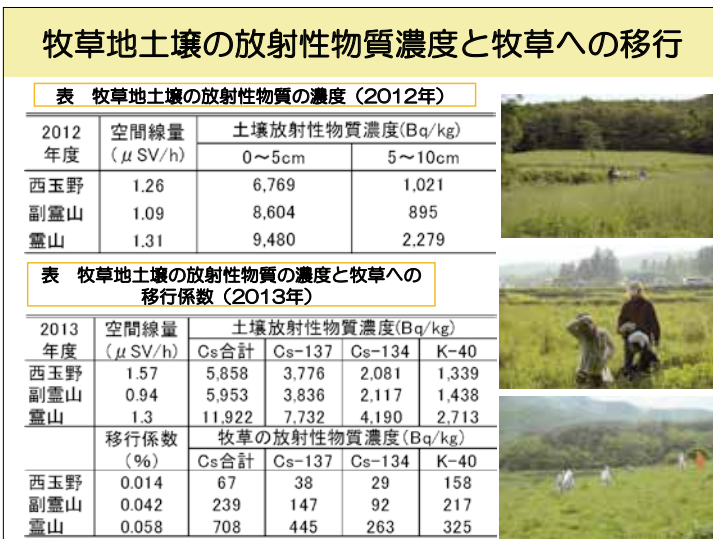 牧草地土壌の放射性物質濃度と牧草への移行
表 牧草地土壌の放射性物質の濃度（2012年）
2012年度 空間線量（μSV/h） 土壌放射性物質濃度(Bq/kg)
0～5cm 5～10cm
西玉野 1.26 6,769 1,021
副霊山 1.09 8,604 895
霊山 1.31 9,480 2,279
表 牧草地土壌の放射性物質の濃度と牧草への
移行係数（2013年）
2013年度 空間線量（μSV/h） 土壌放射性物質濃度(Bq/kg)
Cs合計 Cs-137 Cs-134 K-40
西玉野 1.57 5,858 3,776 2,081 1,339
副霊山 0.94 5,953 3,836 2,117 1,438
霊山 1.3 11,922 7,732 4,190 2,713
移行係数（%） 牧草の放射性物質濃度(Bq/kg)
Cs合計 Cs-137 Cs-134 K-40
西玉野 0.014 67 38 29 158
副霊山 0.042 239 147 92 217
霊山 0.058 708 445 263 325